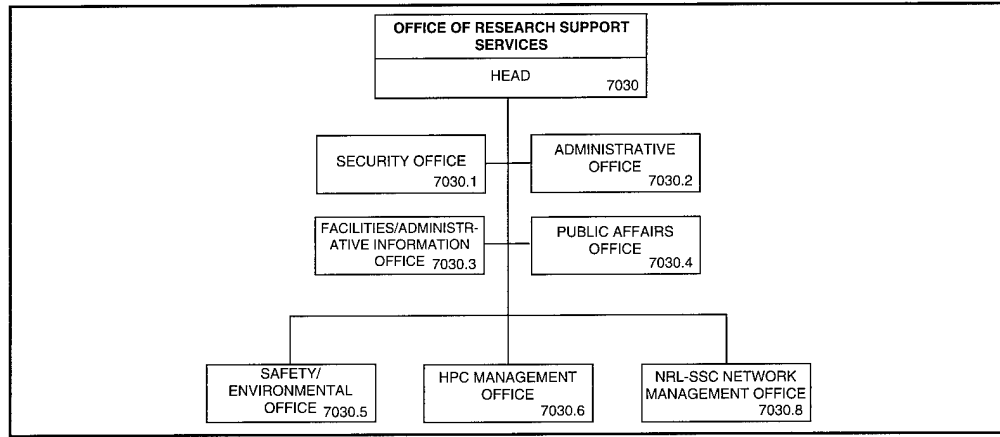 OFFICE OF RESEARCH SUPPORT
SERVICES
HEAD
7030
SECURITY OFFICE
7030.1
ADMINISTRATIVE
OFFICE
7030.2
FACILITIES/ADMINISTR-
ATIVE INFORMATION
OFFICE 7030.3
PUBLIC AFFAIRS
OFFICE
7030.4
SAFETY/
ENVIRONMENTAL
OFFICE 7030.5
HPC MANAGEMENT
OFFICE
7030.6
NRL-SSC NETWORK
MANAGEMENT OFFICE
7030.8